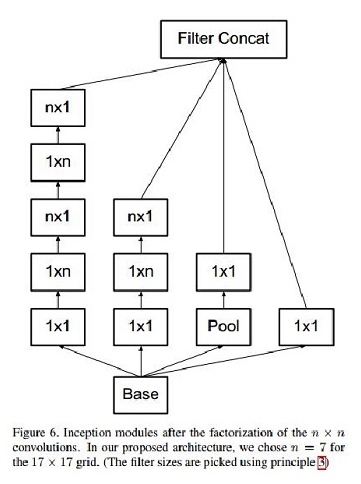 Filter Concat
nx1
1xn
nx1
nx1
1xn
1xn
1x1
1x1
1x1
Pool
1x1
Base
Figure 6. Inception modules after the factorization of the n × n
convolutions. In our proposed architecture, we chose n = 7 for
the 17 × 17 grid. (The filter sizes are picked using principle 3)